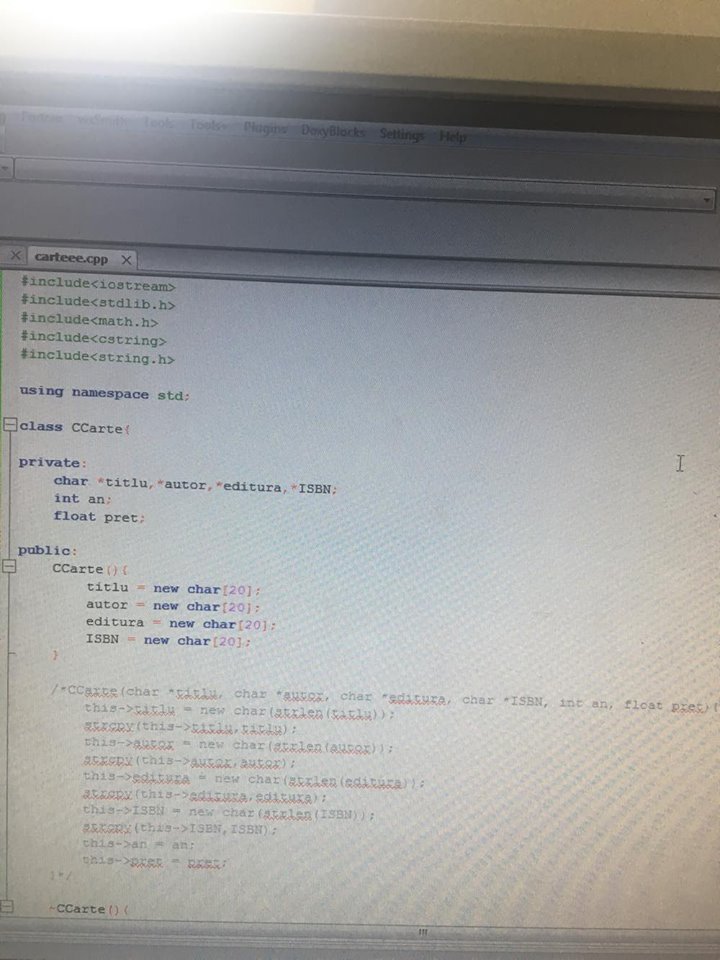 Fortran wxSmith Tools Tools+ Plugins DoxyBlocks Settings Help
carteee.cpp
#include<iostream>
#include<stdlib.h>
#include<math.h>
#include<cstring>
#include<string.h>
using namespace std;
class CCarte{
private:
char *titlu,*autor,*editura,*ISBN;
int an;
float pret;
public:
CCarte(){
titlu = new char[20];
autor = new char[20];
editura = new char[20];
ISBN = new char[20];
}
/*CCarte(char *titlu, char *autor, char *editura, char *ISBN, int an, float pret){
this->titlu = new char(strlen(titlu));
strcpy(this->titlu,titlu);
this->autor = new char(strlen(autor));
strcpy(this->autor,autor);
this->editura = new char(strlen(editura));
strcpy(this->editura,editura);
this->ISBN = new char(strlen(ISBN));
strcpy(this->ISBN,ISBN);
this->an = an;
this->pret = pret;
}*/
~CCarte(){